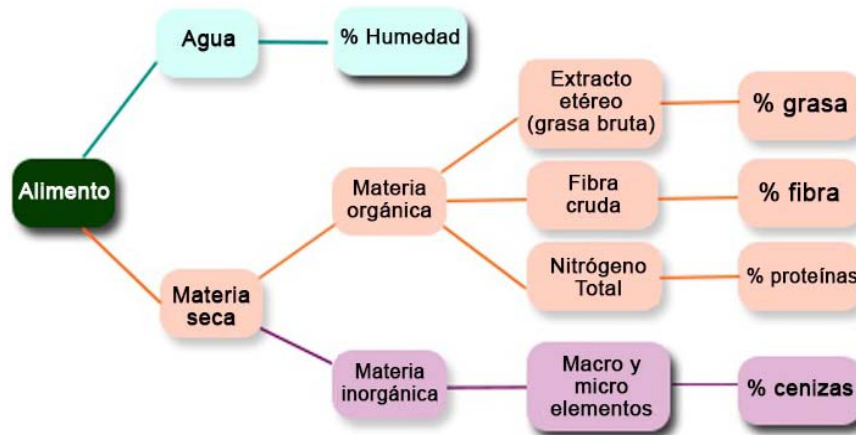 Agua
% Humedad
Alimento
Materia
seca
Materia
orgánica
Extracto
etéreo
(grasa bruta)
% grasa
Fibra
cruda
% fibra
Nitrógeno
Total
% proteínas
Materia
inorgánica
Macro y
micro
elementos
% cenizas